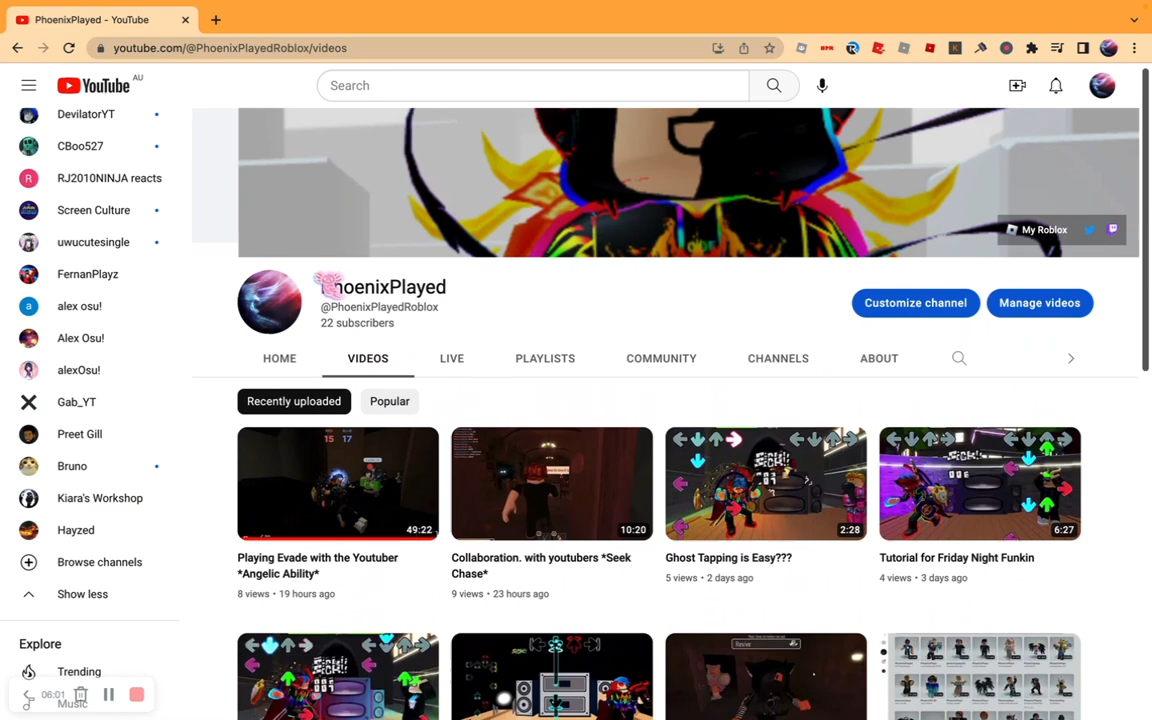 PhoenixPlayed - YouTube
youtube.com/@PhoenixPlayedRoblox/videos
YouTube AU
Search
DevilatorYT
CBoo527
RJ2010NINJA reacts
Screen Culture
uwucutesingle
FernanPlayz
alex osu!
Alex Osu!
alexOsu!
Gab_YT
Preet Gill
Bruno
Kiara's Workshop
Hayzed
Browse channels
Show less
Explore
Trending
Music
06:01
My Roblox
PhoenixPlayed
@PhoenixPlayedRoblox
22 subscribers
Customize channel
Manage videos
HOME
VIDEOS
LIVE
PLAYLISTS
COMMUNITY
CHANNELS
ABOUT
Recently uploaded
Popular
15 17
49:22
10:20
2:28
6:27
Playing Evade with the Youtuber
*Angelic Ability*
8 views • 19 hours ago
Collaboration. with youtubers *Seek
Chase*
9 views • 23 hours ago
Ghost Tapping is Easy???
5 views • 2 days ago
Tutorial for Friday Night Funkin
4 views • 3 days ago
Revive